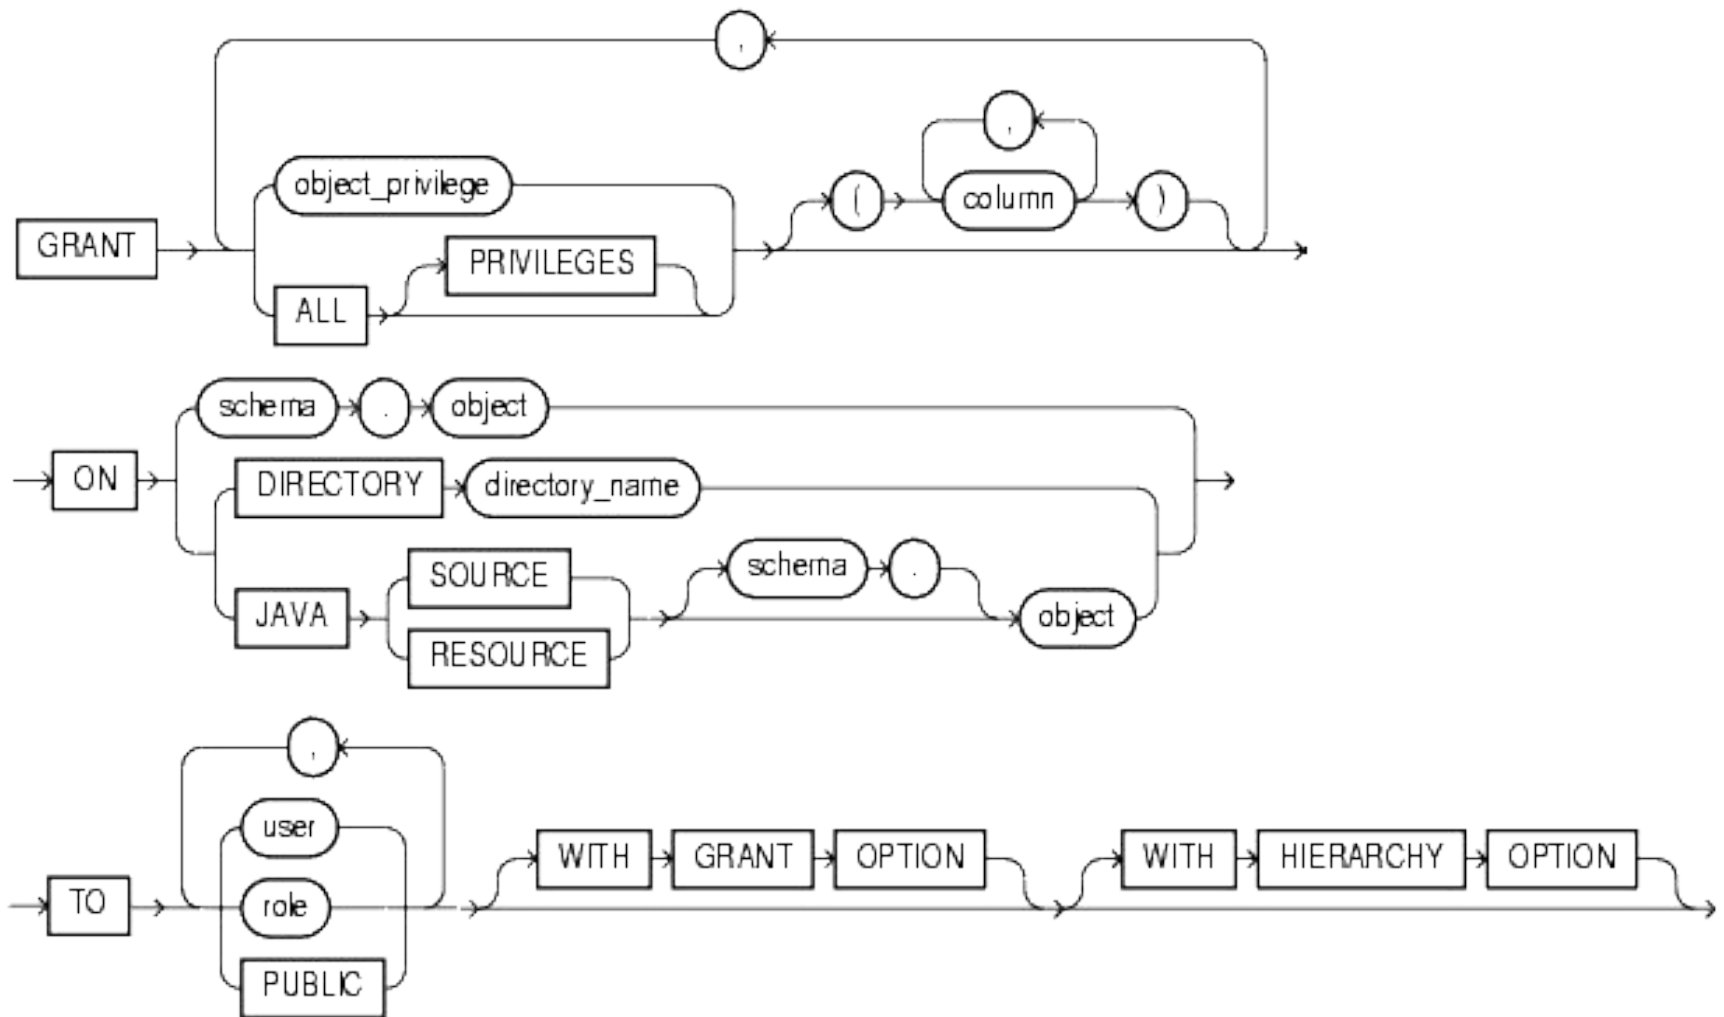 ,
,
object_privilege ( column )
GRANT PRIVILEGES
ALL
schema . object
ON DIRECTORY directory_name
SOURCE schema .
JAVA object
RESOURCE
,
user WITH GRANT OPTION WITH HIERARCHY OPTION
TO role
PUBLIC